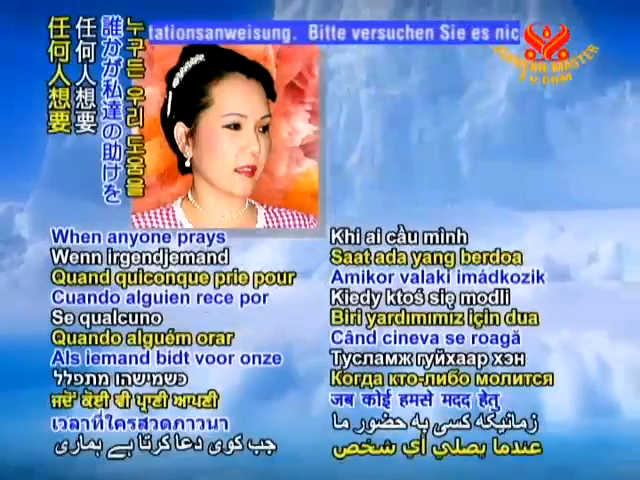 tationsanweisung. Bitte versuchen Sie es nic
SUPREME MASTER
TV.COM
任何人想要
任何人想要
誰かが私達の助けを
누구든 우리 도움을
When anyone prays
Wenn irgendjemand
Quand quiconque prie pour
Cuando alguien rece por
Se qualcuno
Quando alguém orar
Als iemand bidt voor onze
כשמישהו מתפלל
ਜਦੋਂ ਕੋਈ ਵੀ ਪ੍ਰਾਣੀ ਆਪਣੀ
เวลาที่ใครสวดภาวนา
جب کوی دعا کرتا ہے ہماری
Khi ai cầu mình
Saat ada yang berdoa
Amikor valaki imádkozik
Kiedy ktoś się modli
Biri yardımımız için dua
Când cineva se roagă
Тусламж гуйхаар хэн
Когда кто-либо молится
जब कोई हमसे मदद हेतु
زمانیکه کسی به حضور ما
عندما يصلي أي شخص